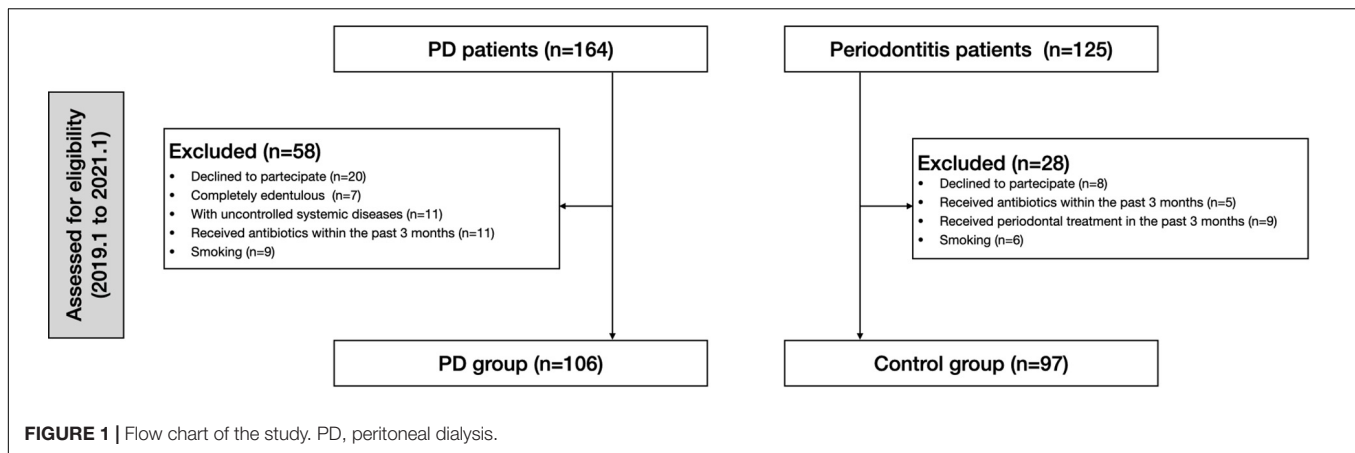 PD patients (n=164)
Periodontitis patients (n=125)
Assessed for eligibility
(2019.1 to 2021.1)
Excluded (n=58)
• Declined to partecipate (n=20)
• Completely edentulous (n=7)
• With uncontrolled systemic diseases (n=11)
• Received antibiotics within the past 3 months (n=11)
• Smoking (n=9)
Excluded (n=28)
• Declined to partecipate (n=8)
• Received antibiotics within the past 3 months (n=5)
• Received periodontal treatment in the past 3 months (n=9)
• Smoking (n=6)
PD group (n=106)
Control group (n=97)
FIGURE 1 | Flow chart of the study. PD, peritoneal dialysis.